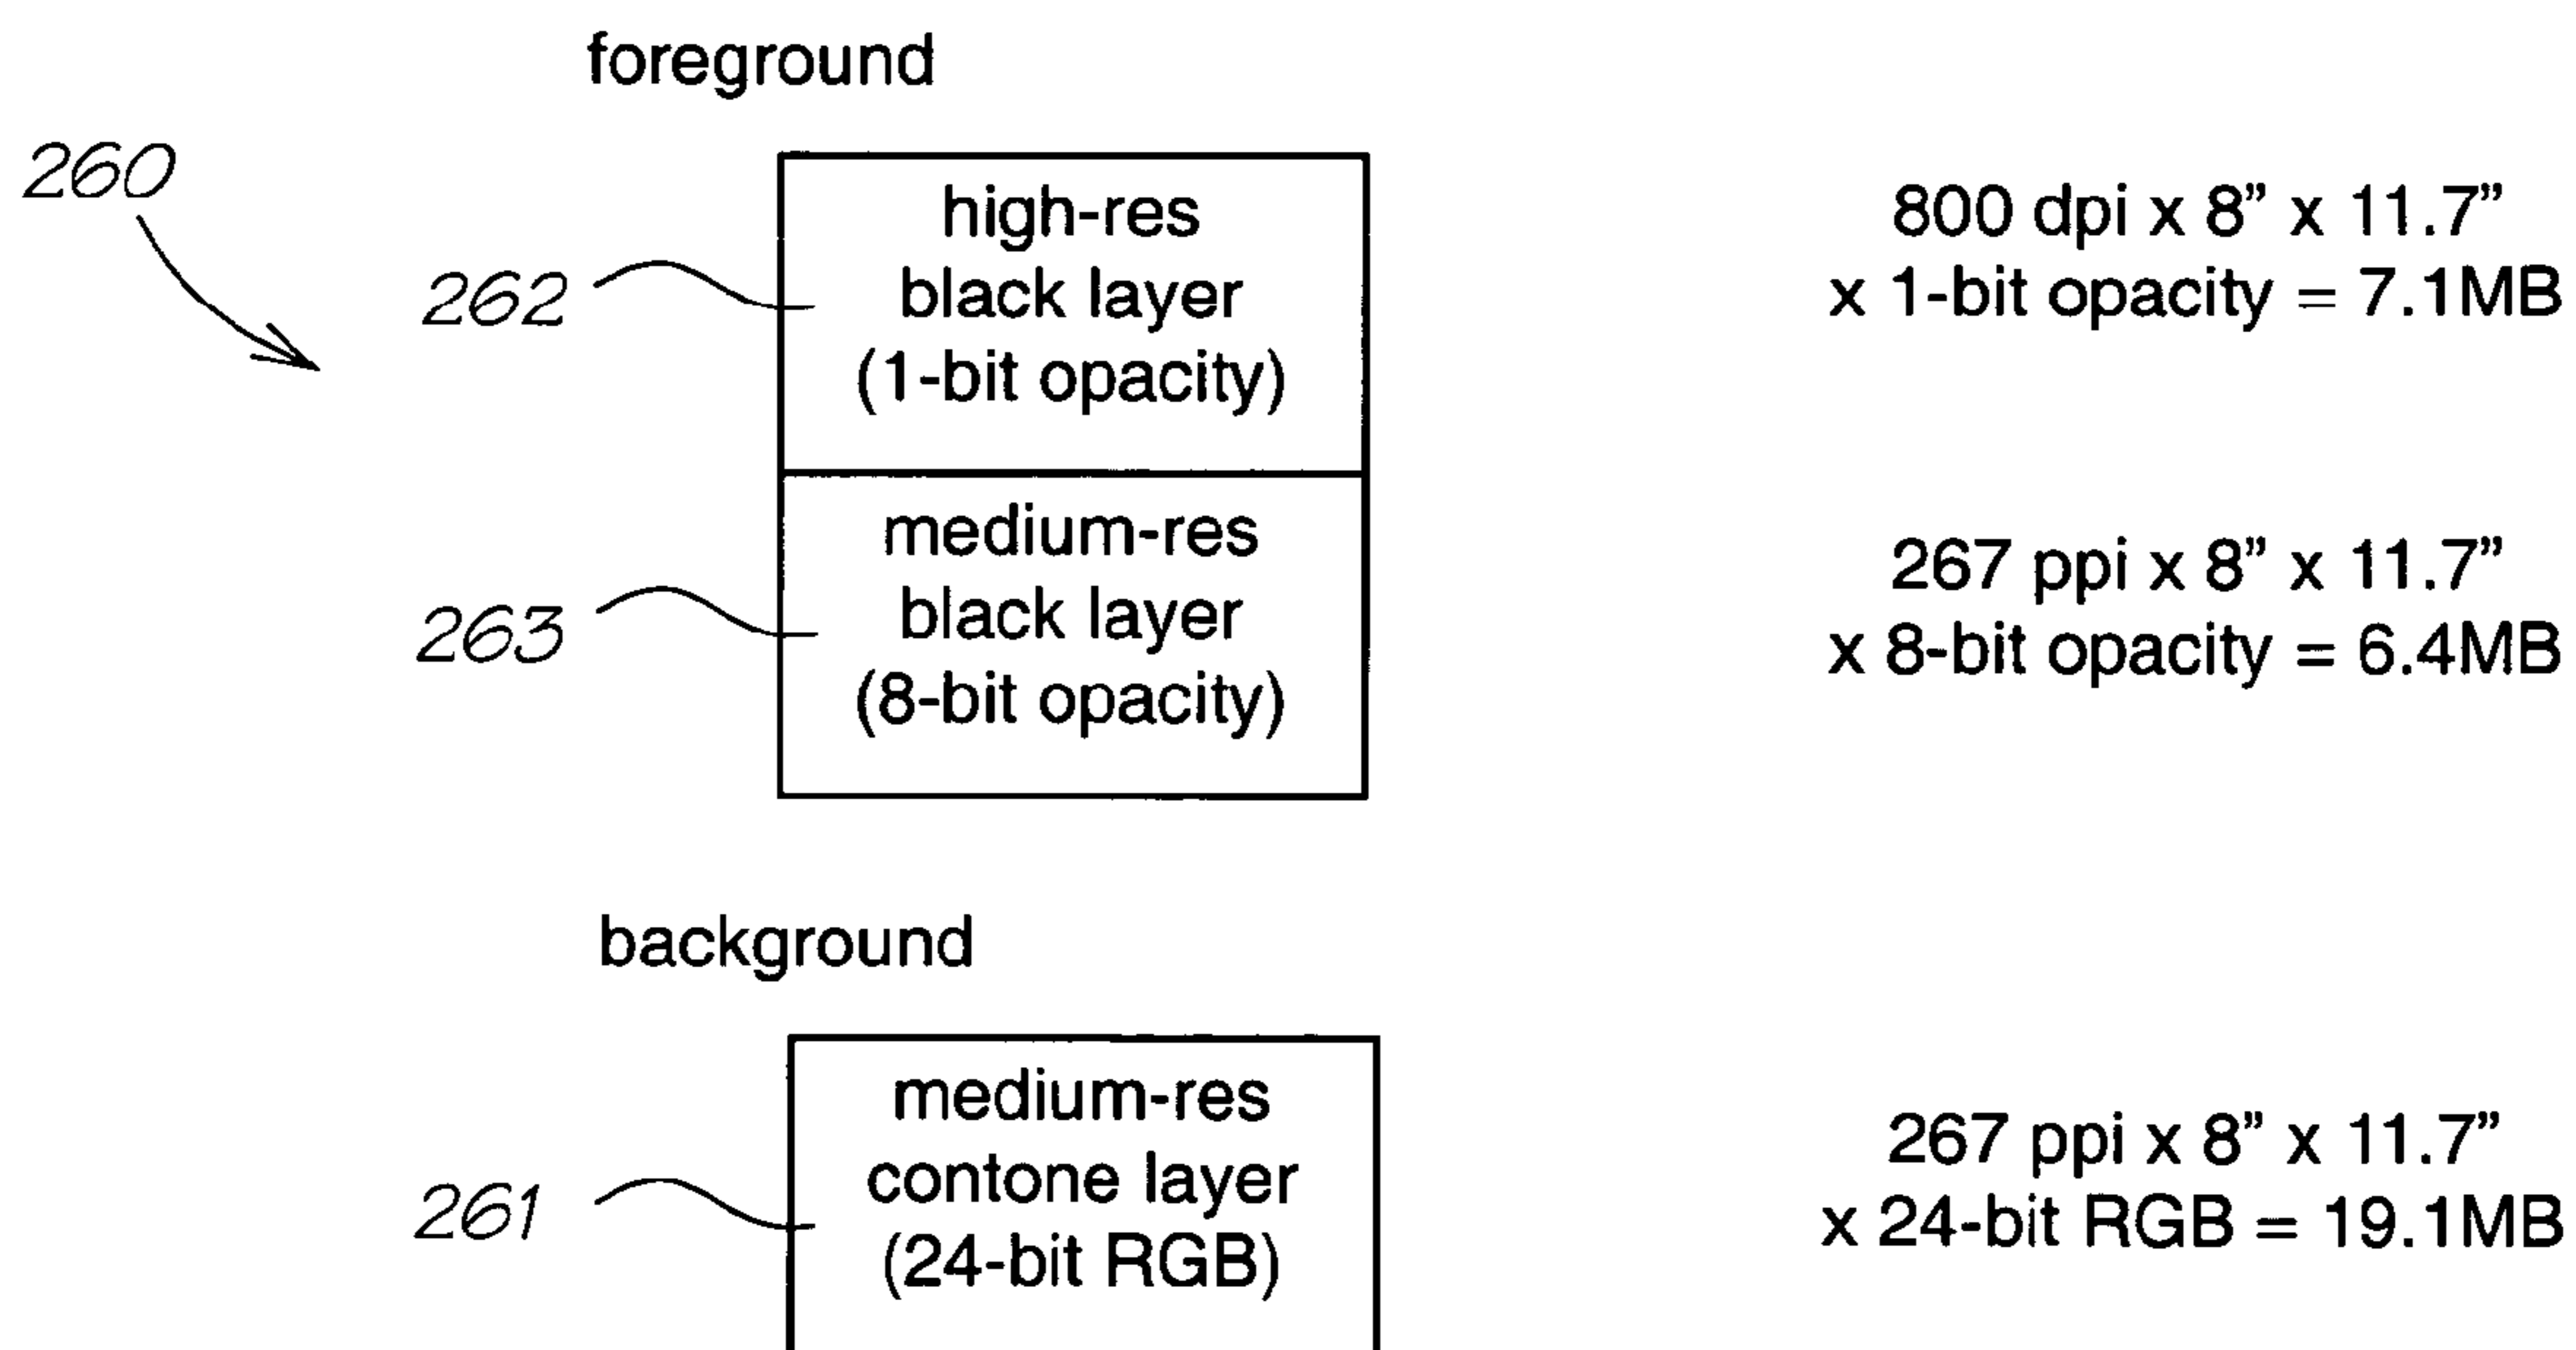 foreground
260
high-res
black layer
(1-bit opacity)
262
800 dpi x 8” x 11.7”
x 1-bit opacity = 7.1MB
medium-res
black layer
(8-bit opacity)
263
267 ppi x 8” x 11.7”
x 8-bit opacity = 6.4MB
background
medium-res
contone layer
(24-bit RGB)
261
267 ppi x 8” x 11.7”
x 24-bit RGB = 19.1MB